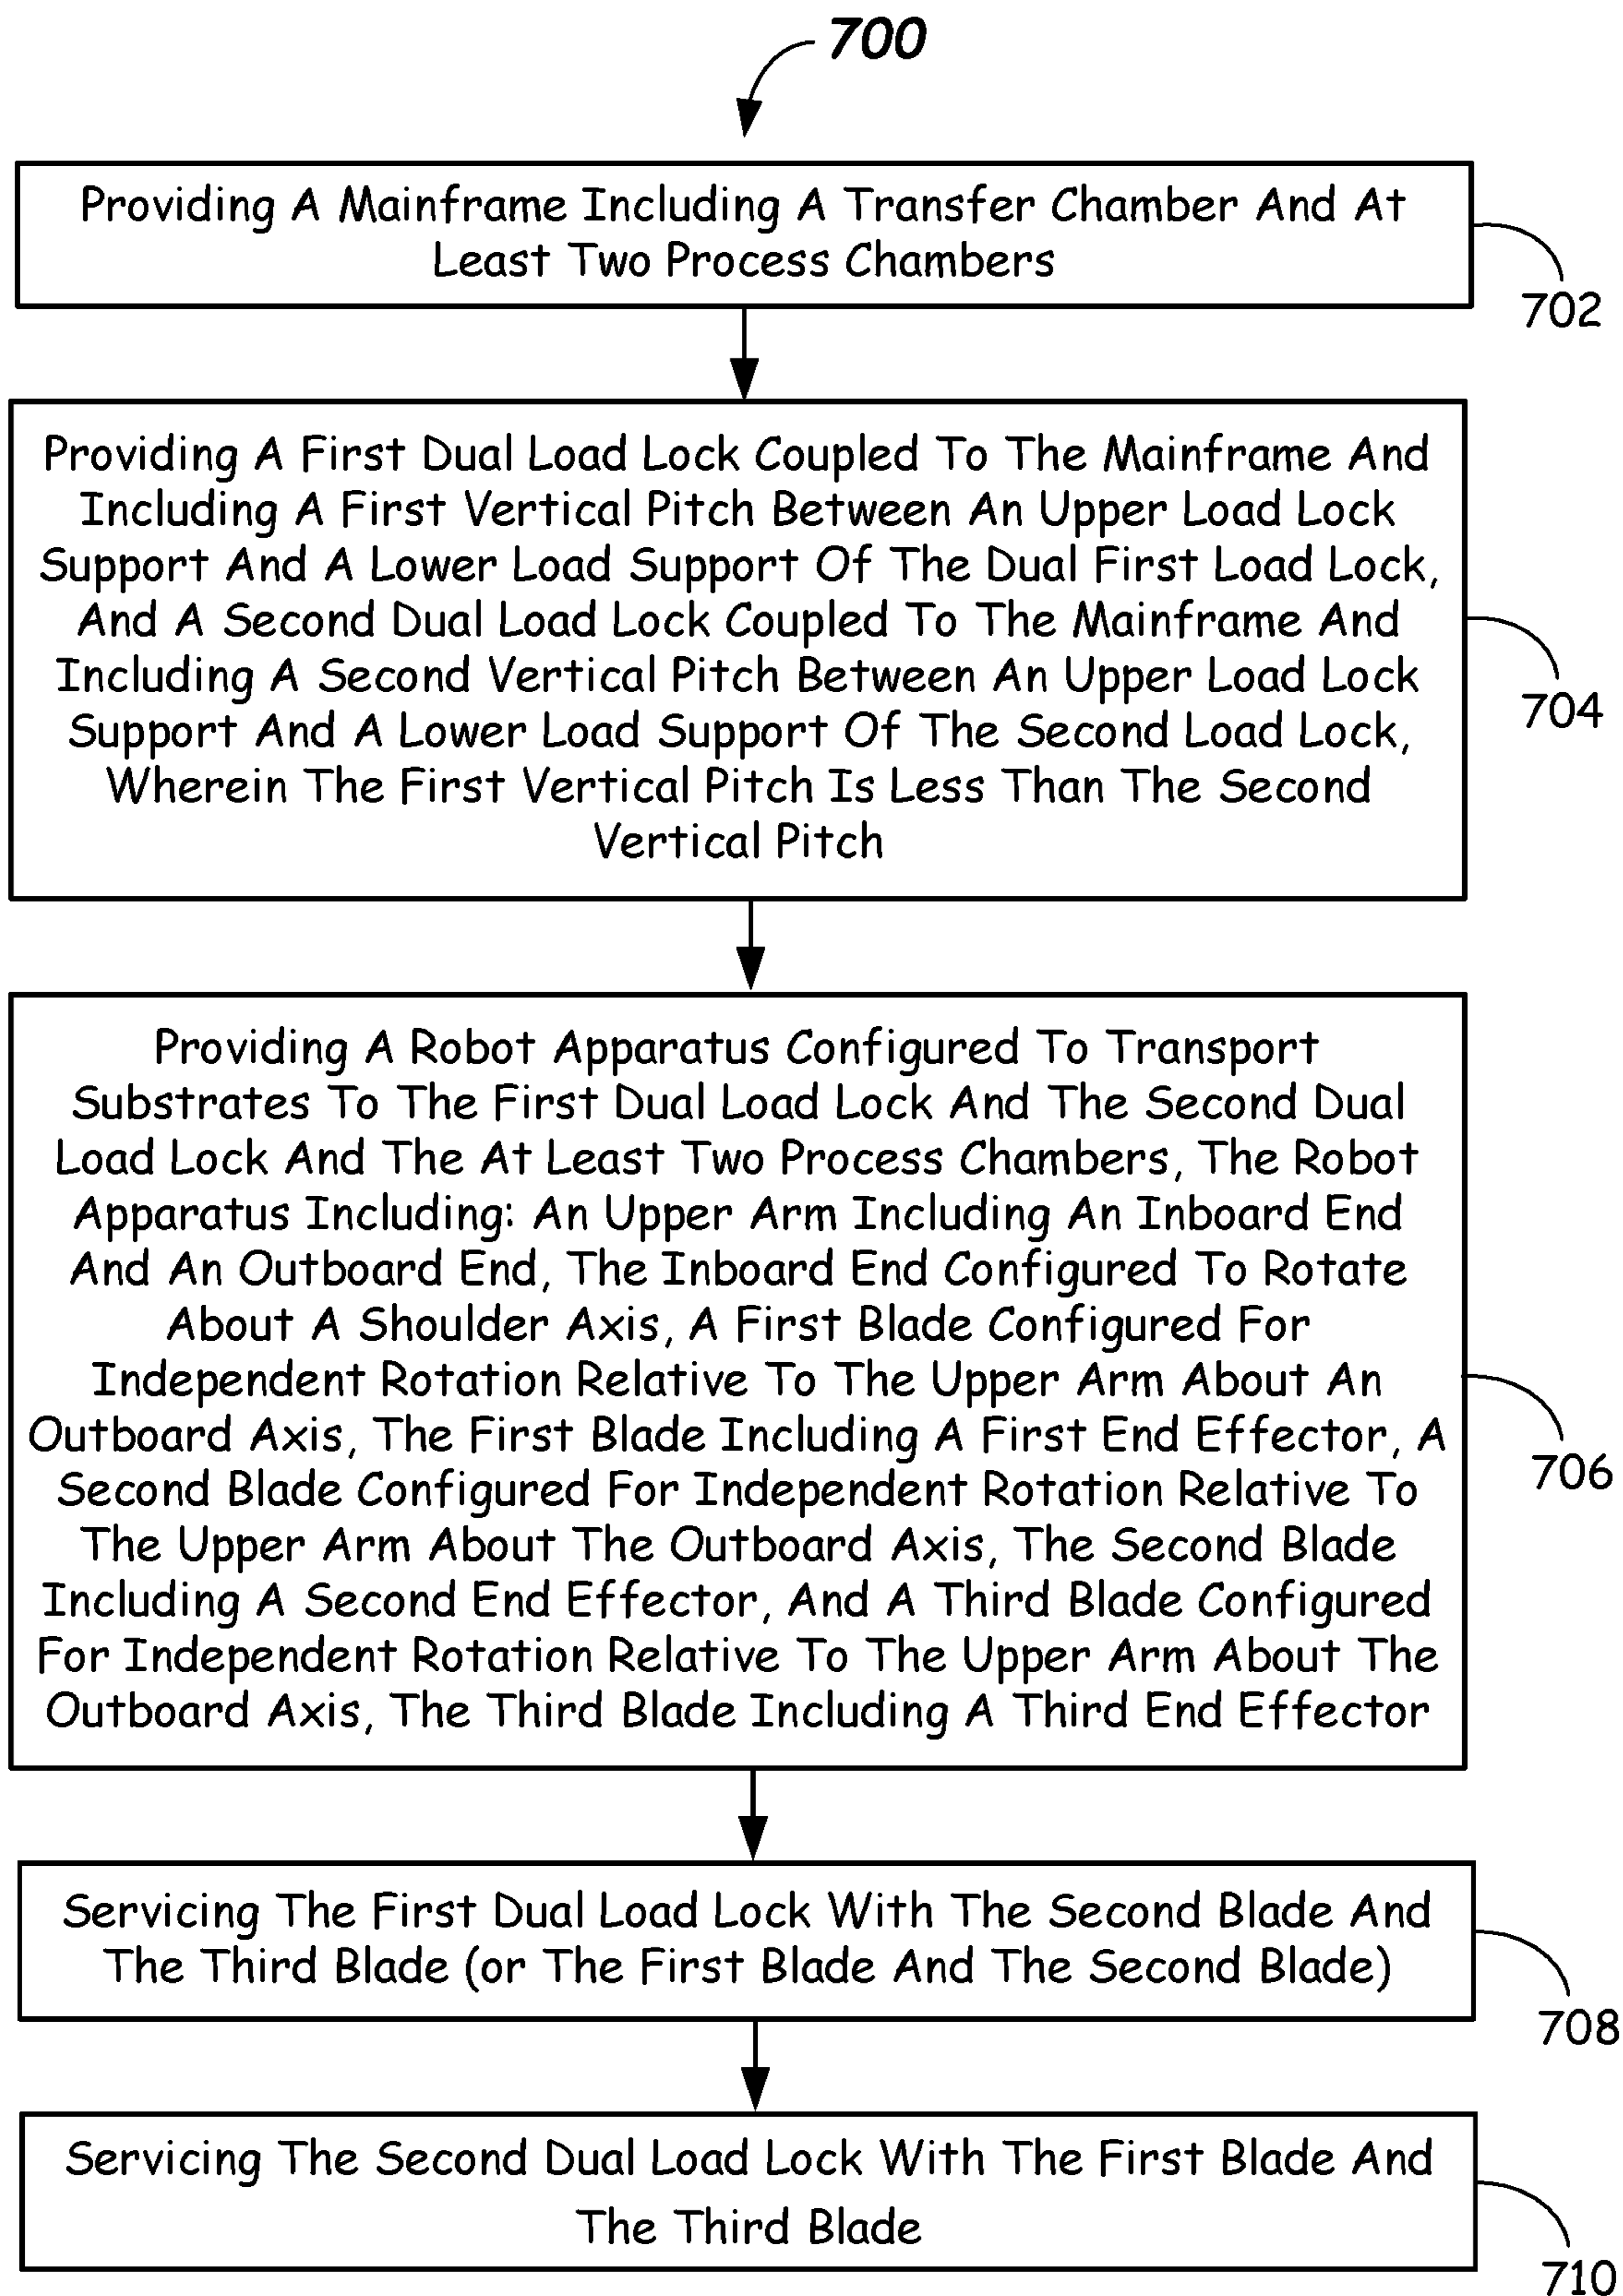 700
Providing A Mainframe Including A Transfer Chamber And At
Least Two Process Chambers
702
Providing A First Dual Load Lock Coupled To The Mainframe And
Including A First Vertical Pitch Between An Upper Load Lock
Support And A Lower Load Support Of The Dual First Load Lock,
And A Second Dual Load Lock Coupled To The Mainframe And
Including A Second Vertical Pitch Between An Upper Load Lock
Support And A Lower Load Support Of The Second Load Lock,
Wherein The First Vertical Pitch Is Less Than The Second
Vertical Pitch
704
Providing A Robot Apparatus Configured To Transport
Substrates To The First Dual Load Lock And The Second Dual
Load Lock And The At Least Two Process Chambers, The Robot
Apparatus Including: An Upper Arm Including An Inboard End
And An Outboard End, The Inboard End Configured To Rotate
About A Shoulder Axis, A First Blade Configured For
Independent Rotation Relative To The Upper Arm About An
Outboard Axis, The First Blade Including A First End Effector, A
Second Blade Configured For Independent Rotation Relative To
The Upper Arm About The Outboard Axis, The Second Blade
Including A Second End Effector, And A Third Blade Configured
For Independent Rotation Relative To The Upper Arm About The
Outboard Axis, The Third Blade Including A Third End Effector
706
Servicing The First Dual Load Lock With The Second Blade And
The Third Blade (or The First Blade And The Second Blade)
708
Servicing The Second Dual Load Lock With The First Blade And
The Third Blade
710